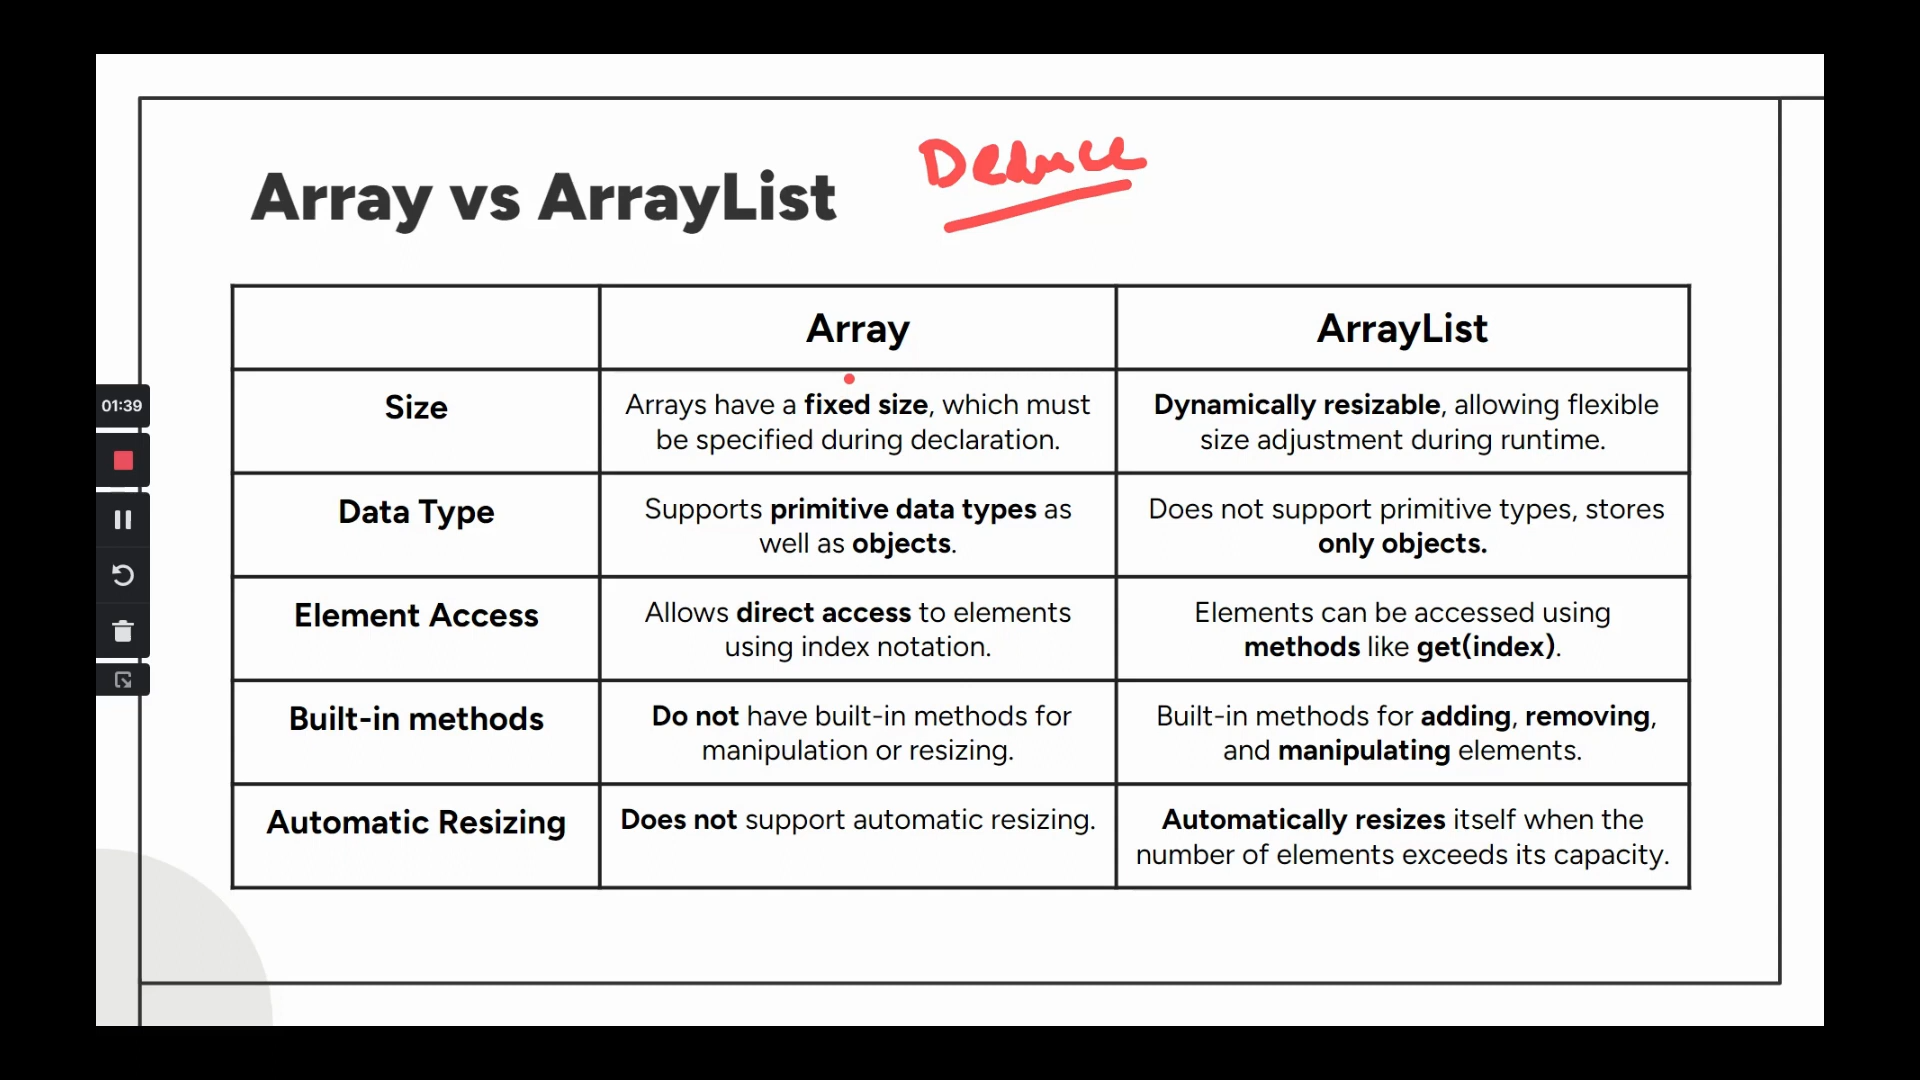 Deduce
Array vs ArrayList
Array
ArrayList
Size
Arrays have a fixed size, which must
be specified during declaration.
Dynamically resizable, allowing flexible
size adjustment during runtime.
Data Type
Supports primitive data types as
well as objects.
Does not support primitive types, stores
only objects.
Element Access
Allows direct access to elements
using index notation.
Elements can be accessed using
methods like get(index).
Built-in methods
Do not have built-in methods for
manipulation or resizing.
Built-in methods for adding, removing,
and manipulating elements.
Automatic Resizing
Does not support automatic resizing.
Automatically resizes itself when the
number of elements exceeds its capacity.
01:39